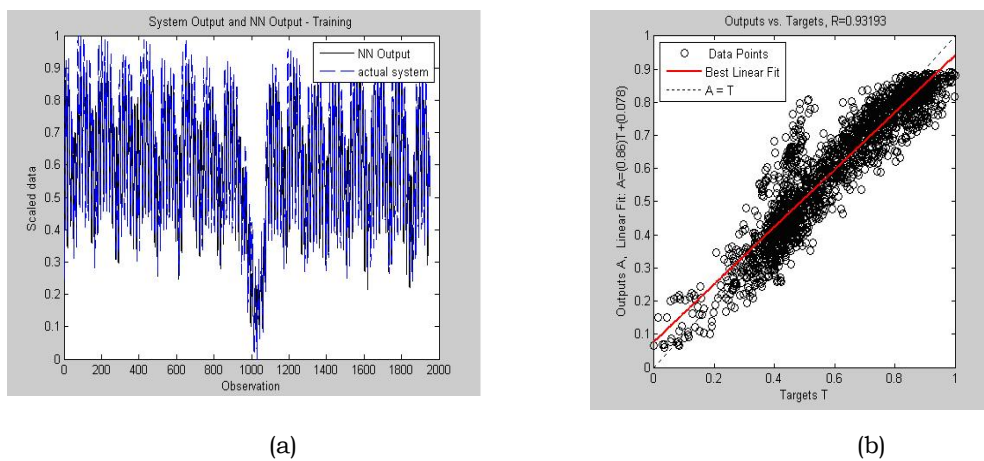 System Output and NN Output - Training
NN Output
actual system
1
0.9
0.8
0.7
0.6
0.5
0.4
0.3
0.2
0.1
0
Scaled data
0 200 400 600 800 1000 1200 1400 1600 1800 2000
Observation
(a)
Outputs vs. Targets, R=0.93193
Data Points
Best Linear Fit
A = T
1
0.9
0.8
0.7
0.6
0.5
0.4
0.3
0.2
0.1
0
Outputs A, Linear Fit: A=(0.86)T+(0.078)
0 0.2 0.4 0.6 0.8 1
Targets T
(b)